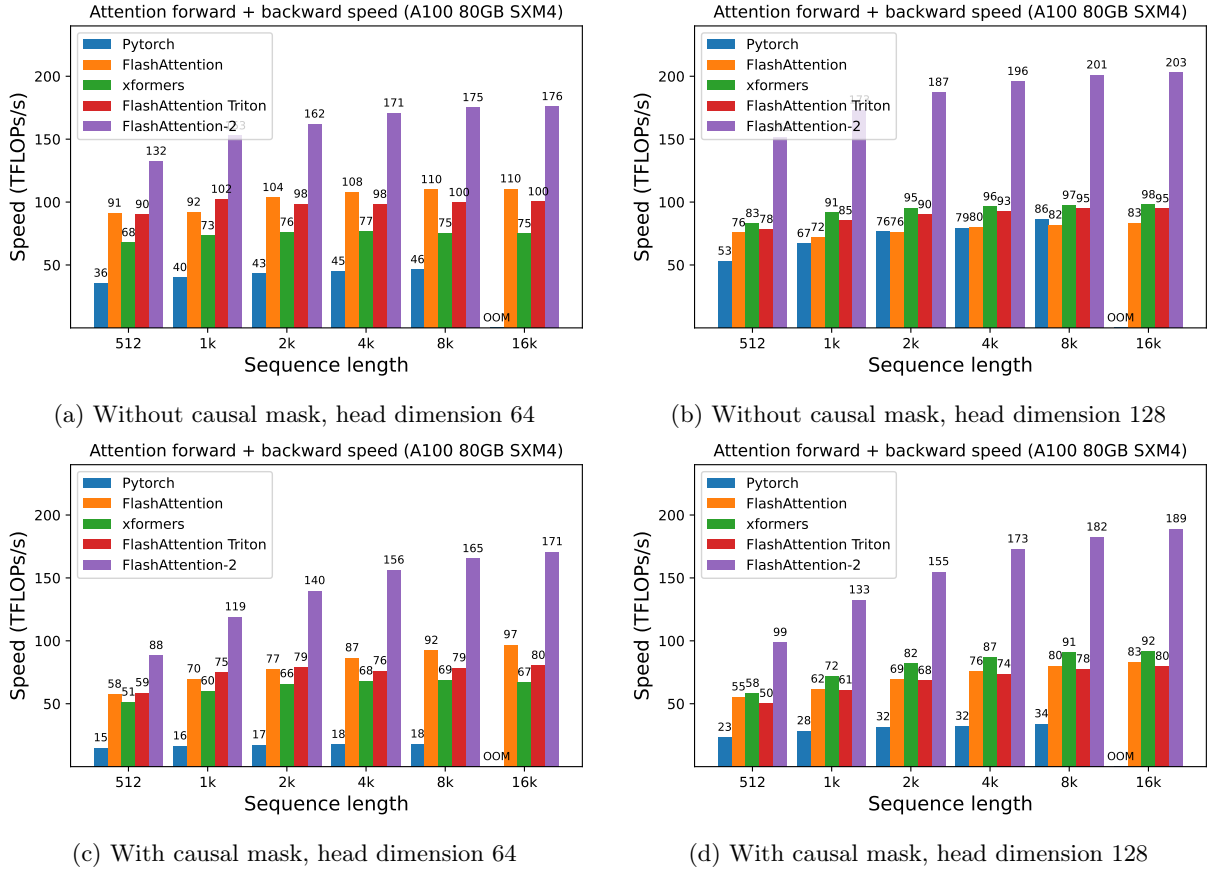 Attention forward + backward speed (A100 80GB SXM4)
Speed (TFLOPs/s)
200
150
100
50
Pytorch
FlashAttention
xformers
FlashAttention Triton
FlashAttention-2
36 91 68 90 132
40 92 73 102
43 104 76 98 162
45 108 77 98 171
46 110 75 100 175
OOM 110 75 100 176
512 1k 2k 4k 8k 16k
Sequence length
(a) Without causal mask, head dimension 64
Attention forward + backward speed (A100 80GB SXM4)
Speed (TFLOPs/s)
200
150
100
50
Pytorch
FlashAttention
xformers
FlashAttention Triton
FlashAttention-2
53 76 83 78
67 72 91 85
76 76 95 90 187
79 80 96 93 196
86 82 97 95 201
OOM 83 98 95 203
512 1k 2k 4k 8k 16k
Sequence length
(b) Without causal mask, head dimension 128
Attention forward + backward speed (A100 80GB SXM4)
Speed (TFLOPs/s)
200
150
100
50
Pytorch
FlashAttention
xformers
FlashAttention Triton
FlashAttention-2
15 58 51 59 88
16 70 60 75 119
17 77 66 79 140
18 87 68 76 156
18 92 69 79 165
OOM 97 67 80 171
512 1k 2k 4k 8k 16k
Sequence length
(c) With causal mask, head dimension 64
Attention forward + backward speed (A100 80GB SXM4)
Speed (TFLOPs/s)
200
150
100
50
Pytorch
FlashAttention
xformers
FlashAttention Triton
FlashAttention-2
23 55 58 50 99
28 62 72 61 133
32 69 82 68 155
32 76 87 74 173
34 80 91 78 182
OOM 83 92 80 189
512 1k 2k 4k 8k 16k
Sequence length
(d) With causal mask, head dimension 128